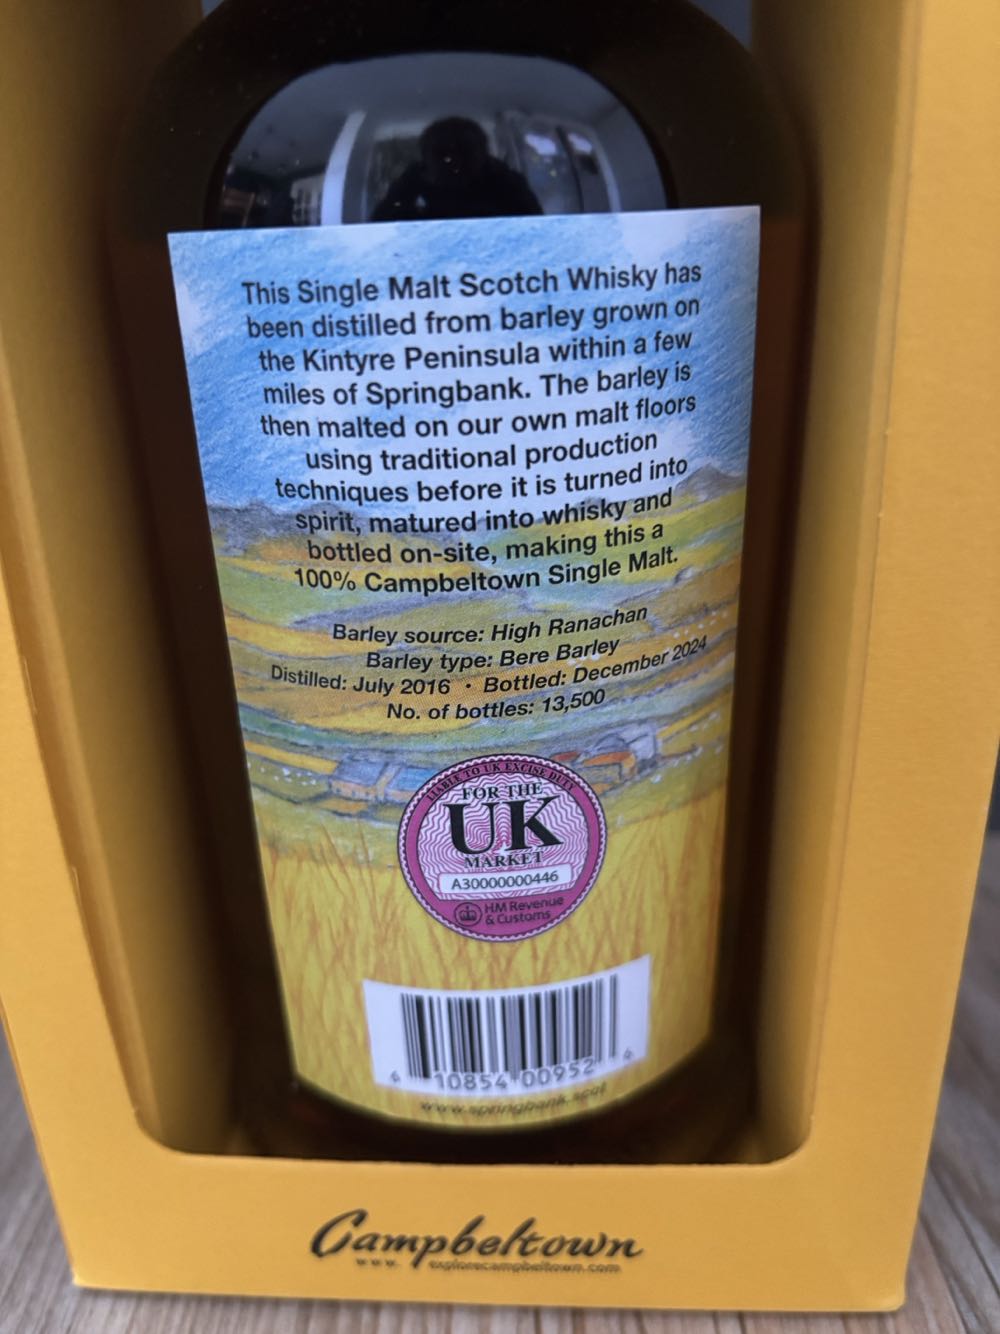 This Single Malt Scotch Whisky has
been distilled from barley grown on
the Kintyre Peninsula within a few
miles of Springbank. The barley is
then malted on our own malt floors
using traditional production
techniques before it is turned into
spirit, matured into whisky and
bottled on-site, making this a
100% Campbeltown Single Malt.
Barley source: High Ranachan
Barley type: Bere Barley
Distilled: July 2016 · Bottled: December 2024
No. of bottles: 13,500
LIABLE TO UK EXCISE DUTY
FOR THE
UK
MARKET
A30000000446
HM Revenue
& Customs
6 10854 00952 4
www.springbank.scot
Campbeltown
www. explorecampbeltown.com